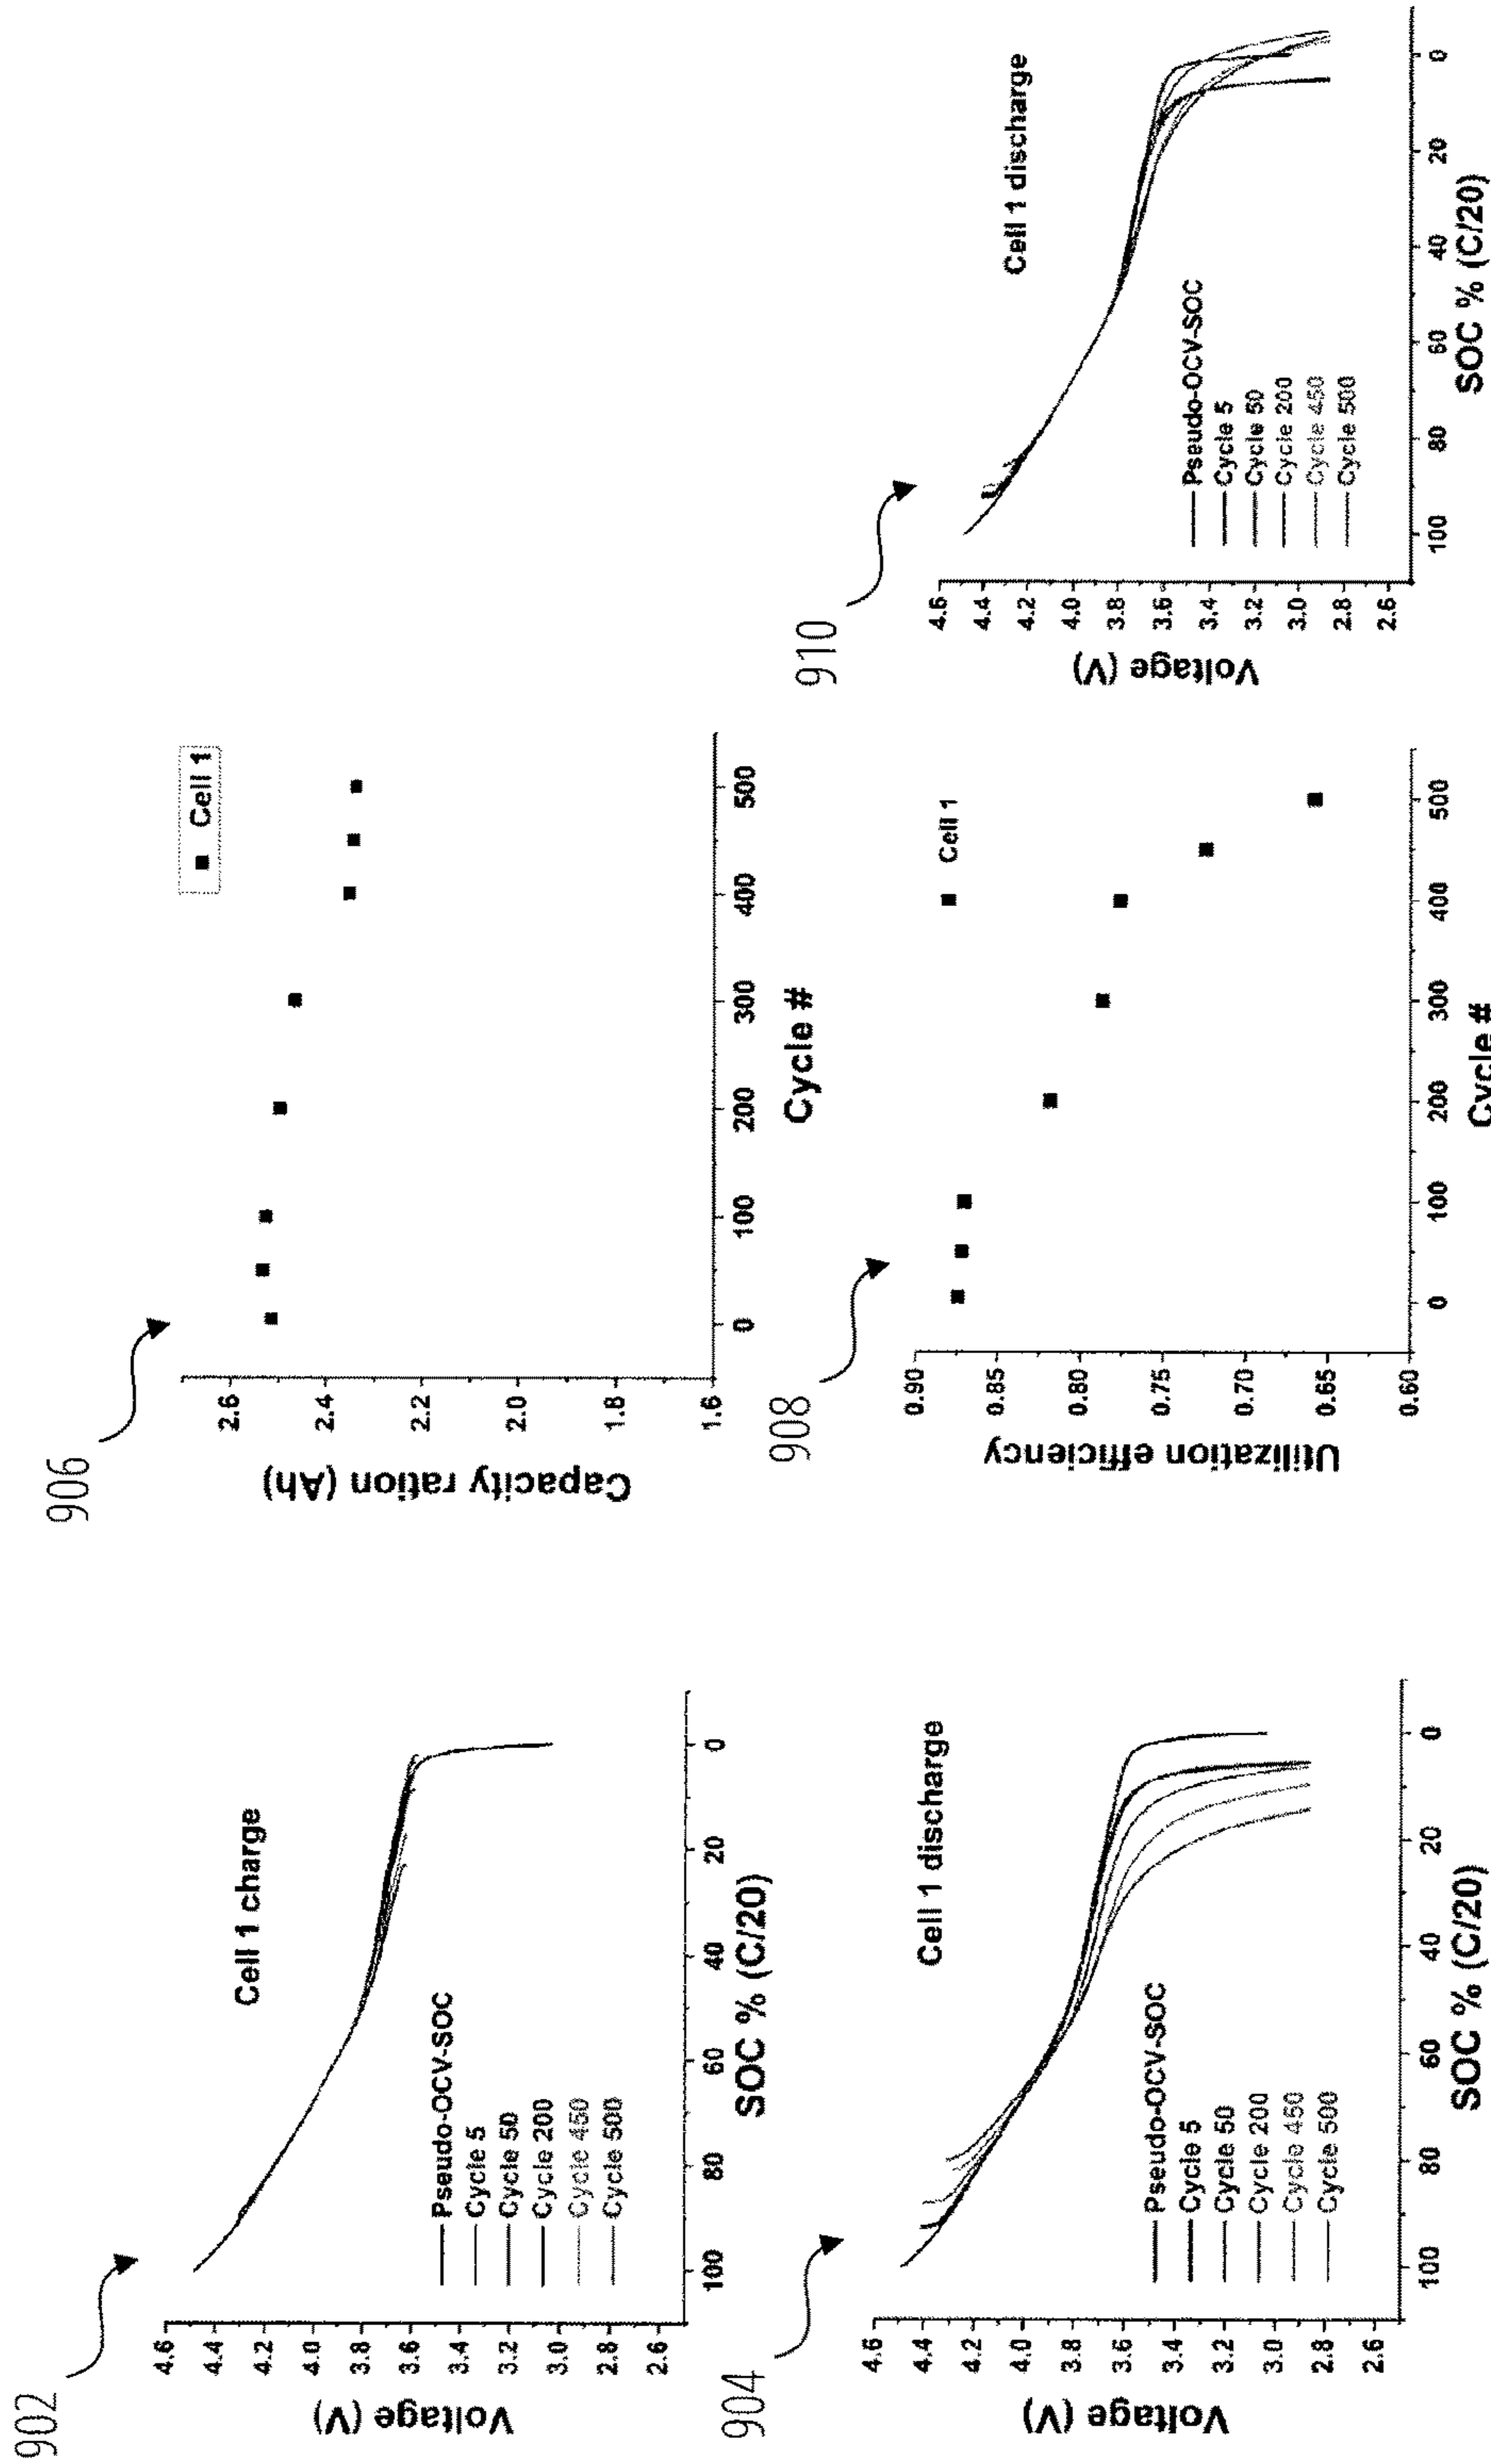 902
4.6
4.4
4.2
4.0
3.8
3.6
3.4
3.2
3.0
2.8
2.6
Voltage (V)
Cell 1 charge
Pseudo-OCV-SOC
Cycle 5
Cycle 50
Cycle 200
Cycle 450
Cycle 500
100 80 60 40 20 0
SOC % (C/20)
906
2.6
2.4
2.2
2.0
1.8
1.6
Capacity ration (Ah)
Cell 1
0 100 200 300 400 500
Cycle #
904
4.6
4.4
4.2
4.0
3.8
3.6
3.4
3.2
3.0
2.8
2.6
Voltage (V)
Cell 1 discharge
Pseudo-OCV-SOC
Cycle 5
Cycle 50
Cycle 200
Cycle 450
Cycle 500
100 80 60 40 20 0
SOC % (C/20)
908
0.90
0.85
0.80
0.75
0.70
0.65
0.60
Utilization efficiency
Cell 1
0 100 200 300 400 500
Cycle #
910
4.6
4.4
4.2
4.0
3.8
3.6
3.4
3.2
3.0
2.8
2.6
Voltage (V)
Cell 1 discharge
Pseudo-OCV-SOC
Cycle 5
Cycle 50
Cycle 200
Cycle 450
Cycle 500
100 80 60 40 20 0
SOC % (C/20)